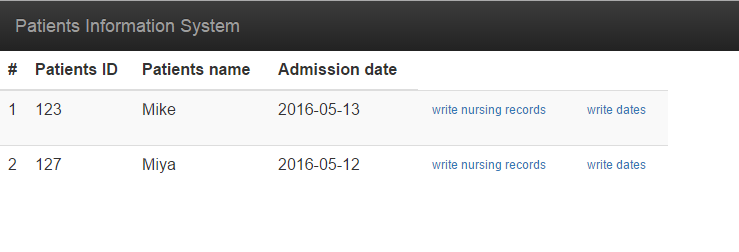 Patients Information System
# Patients ID Patients name Admission date
1 123 Mike 2016-05-13 write nursing records write dates
2 127 Miya 2016-05-12 write nursing records write dates